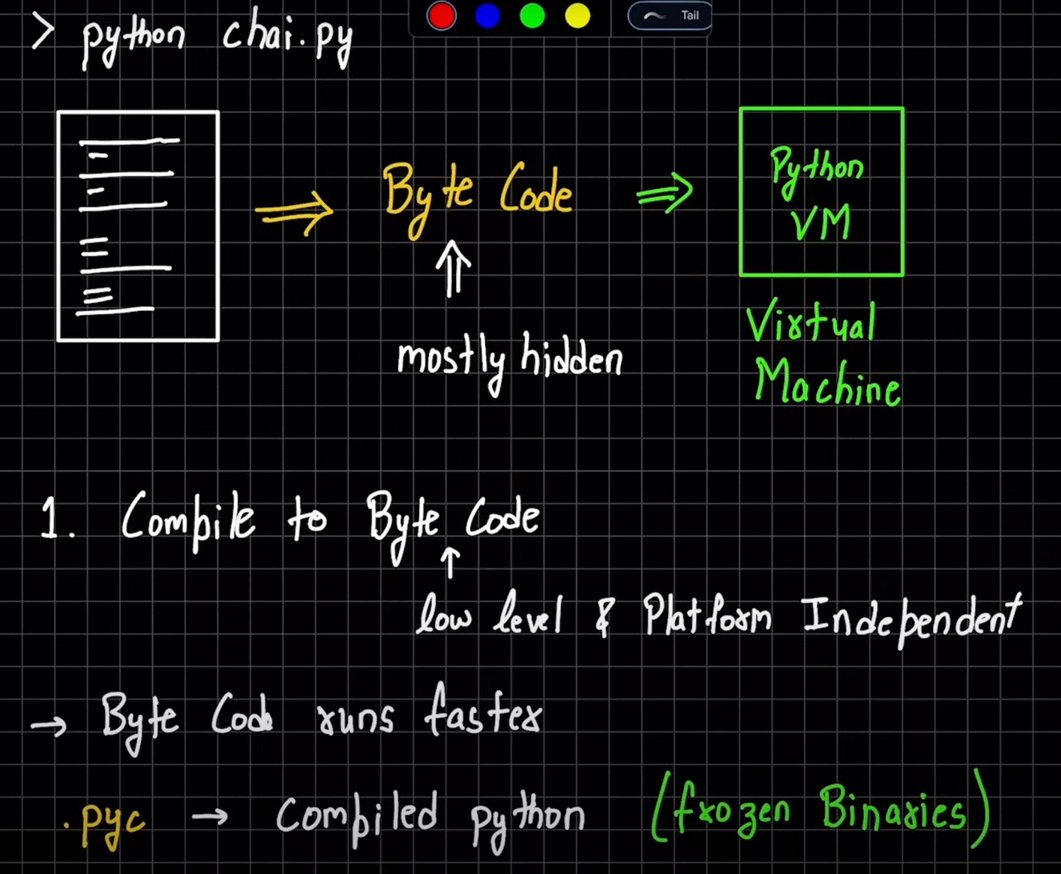 > python chai.py
Tail
Byte Code
Python
VM
mostly hidden
Virtual
Machine
1. Compile to Byte Code
low level & Platform Independent
→ Byte Code runs faster
.pyc → Compiled python (frozen Binaries)